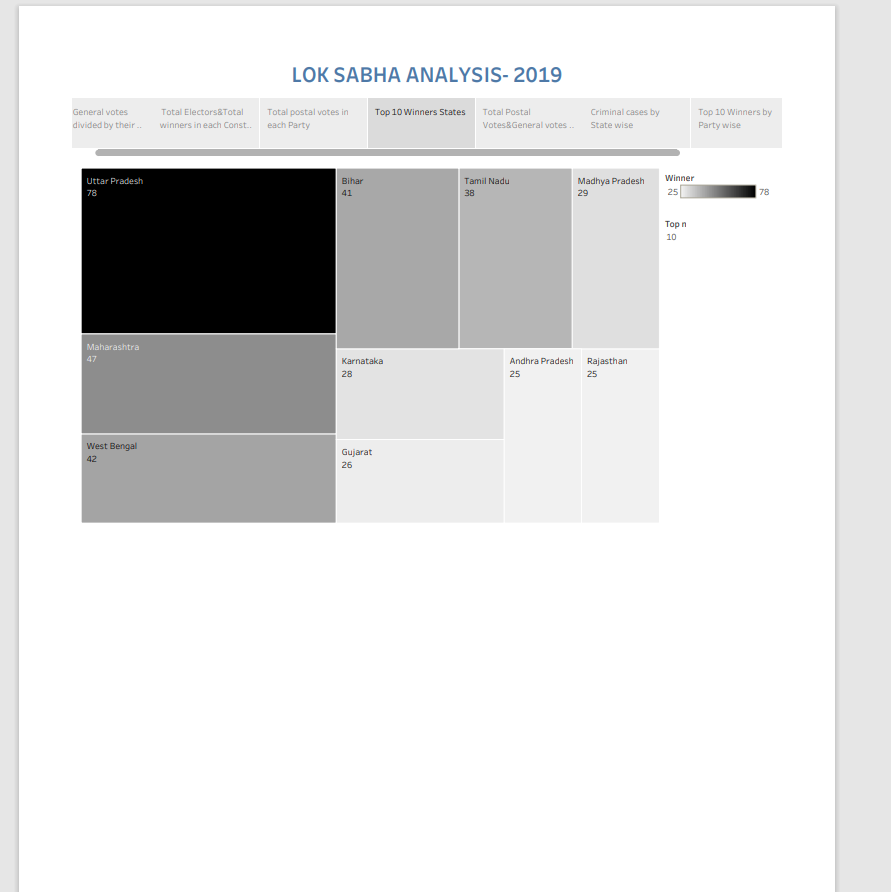 LOK SABHA ANALYSIS- 2019
General votes
divided by their ..
Total Electors&Total
winners in each Const..
Total postal votes in
each Party
Top 10 Winners States
Total Postal
Votes&General votes ..
Criminal cases by
State wise
Top 10 Winners by
Party wise
Uttar Pradesh
78
Maharashtra
47
West Bengal
42
Bihar
41
Tamil Nadu
38
Madhya Pradesh
29
Karnataka
28
Gujarat
26
Andhra Pradesh
25
Rajasthan
25
Winner
25 78
Top n
10